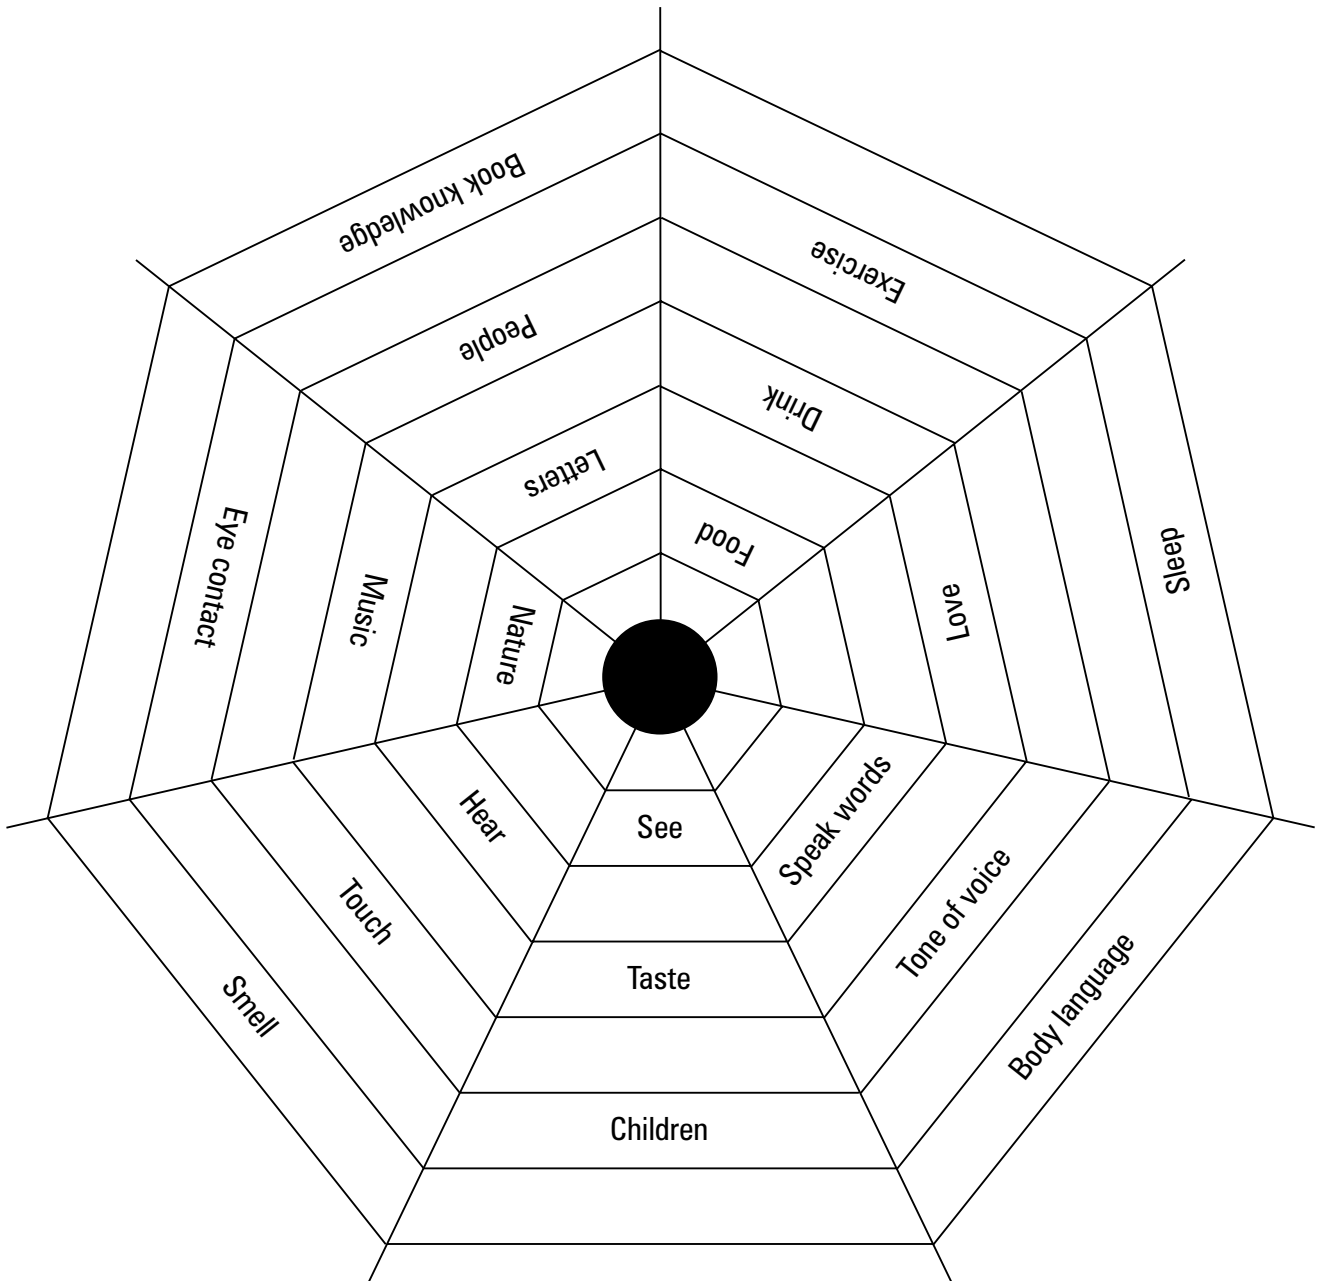 Book knowledge
Exercise
People
Drink
Letters
Food
Sleep
Eye contact
Music
Nature
Love
Hear
See
Speak words
Touch
Taste
Tone of voice
Smell
Children
Body language